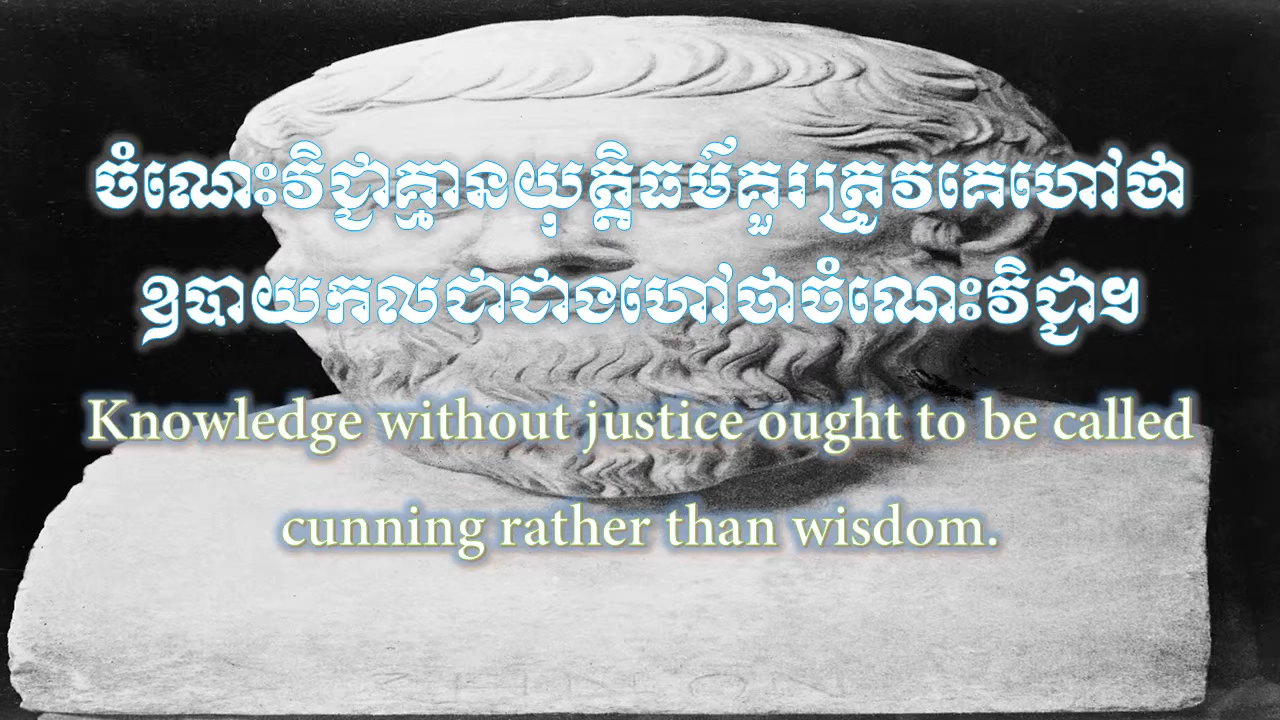 ចំណេះវិជ្ជាគ្មានយុត្តិធម៌គួរត្រូវគេហៅថា
ឧបាយកលជាជាងហៅថាចំណេះវិជ្ជា។
Knowledge without justice ought to be called
cunning rather than wisdom.